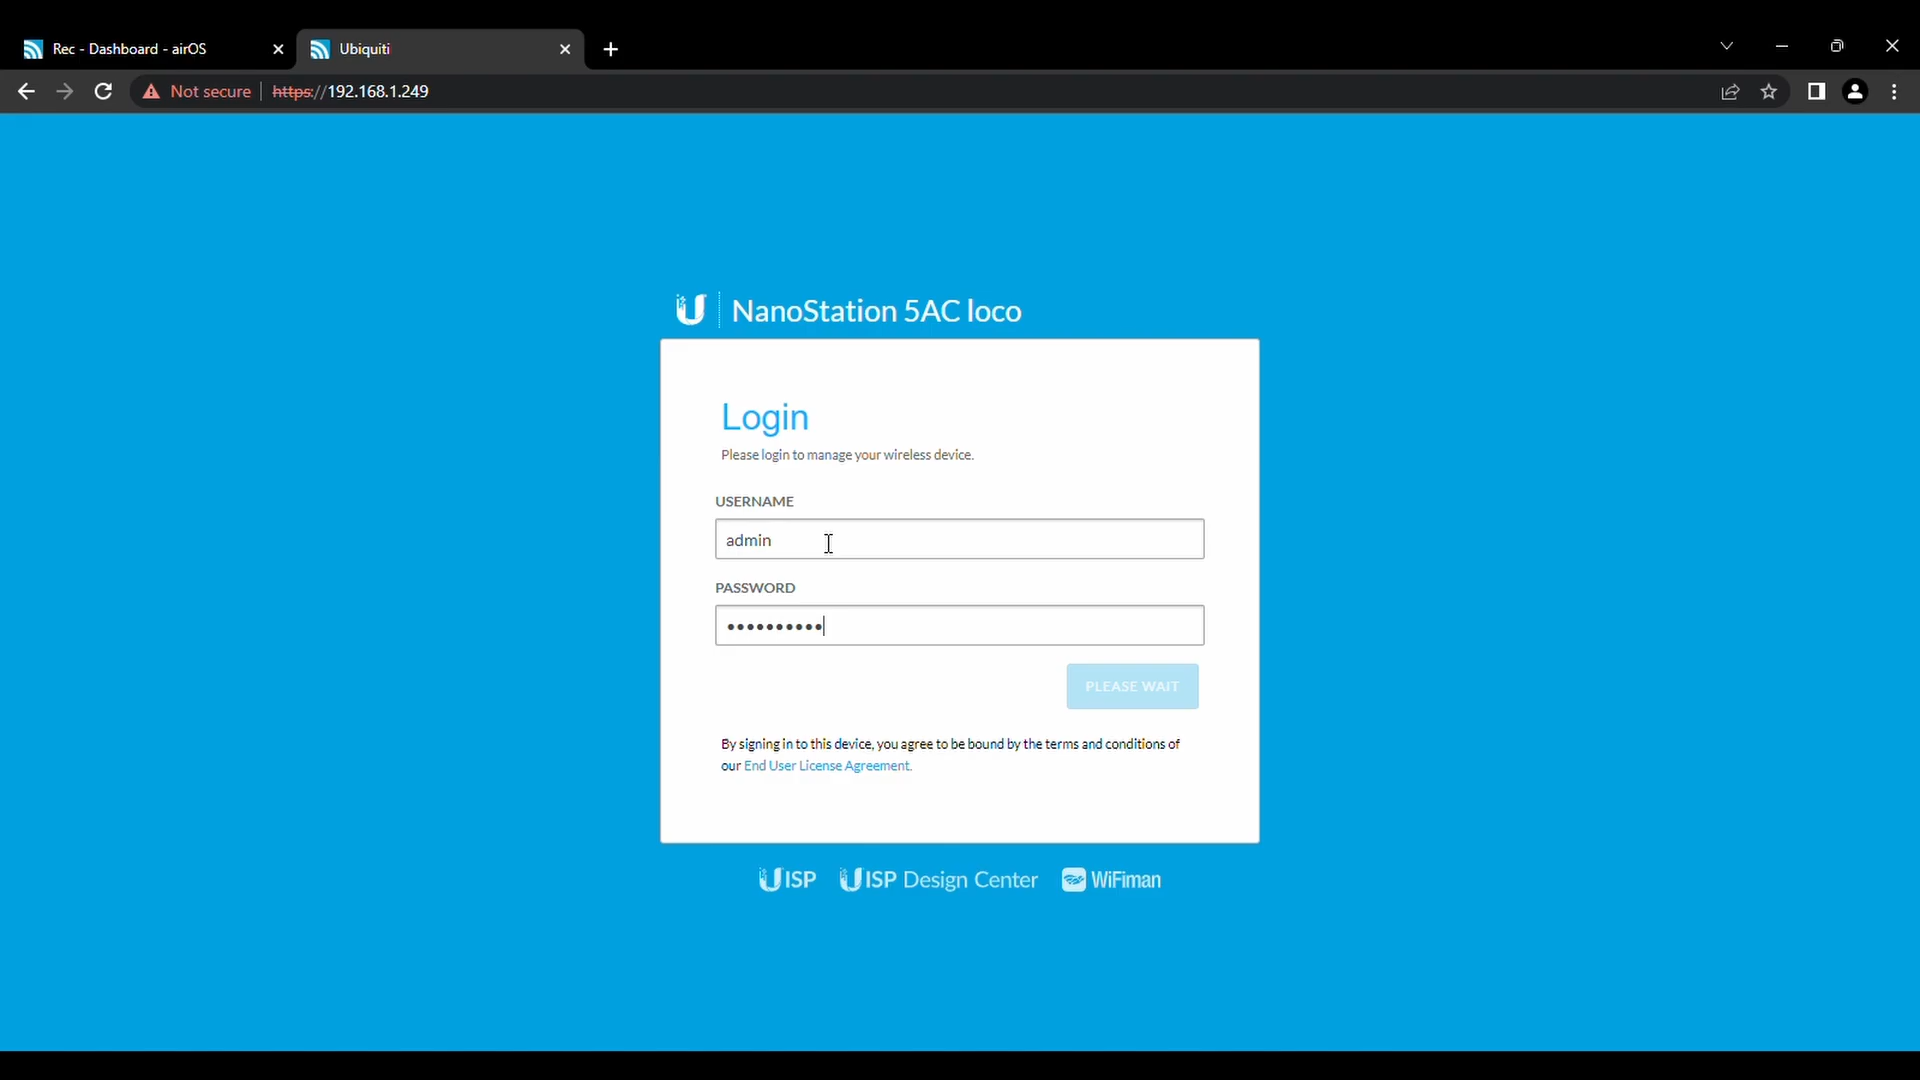 Rec - Dashboard - airOS
Ubiquiti
Not secure
https://192.168.1.249
NanoStation 5AC loco
Login
Please login to manage your wireless device.
USERNAME
admin
PASSWORD
••••••••••
PLEASE WAIT
By signing in to this device, you agree to be bound by the terms and conditions of
our End User License Agreement.
UISP
UISP Design Center
WiFiman